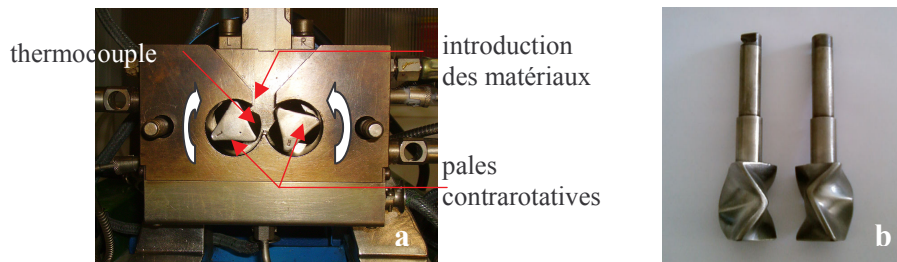 thermocouple
introduction
des matériaux
L R
pales
contrarotatives
a
b